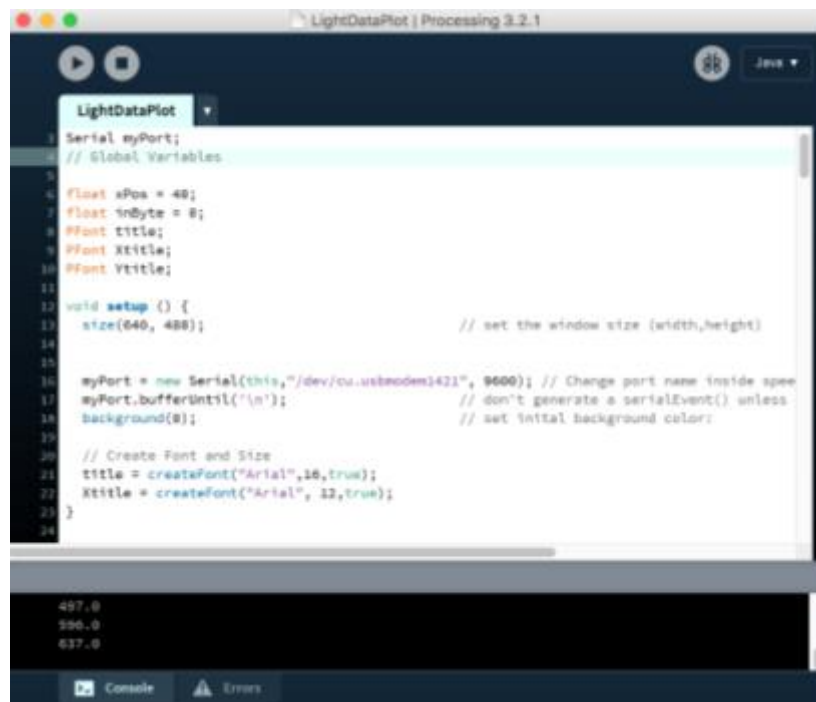 LightDataPlot | Processing 3.2.1
Java ▼
LightDataPlot ▼
3 Serial myPort;
4 // Global Variables
5
6 float xPos = 40;
7 float inByte = 0;
8 PFont title;
9 PFont Xtitle;
10 PFont Ytitle;
11
12 void setup () {
13 size(640, 480); // set the window size (width,height)
14
15
16 myPort = new Serial(this,"/dev/cu.usbmodem1421", 9600); // Change port name inside spee
17 myPort.bufferUntil('\n'); // don't generate a serialEvent() unless
18 background(0); // set inital background color:
19
20 // Create Font and Size
21 title = createFont("Arial",16,true);
22 Xtitle = createFont("Arial", 12,true);
23 }
24
497.0
596.0
637.0
Console
Errors